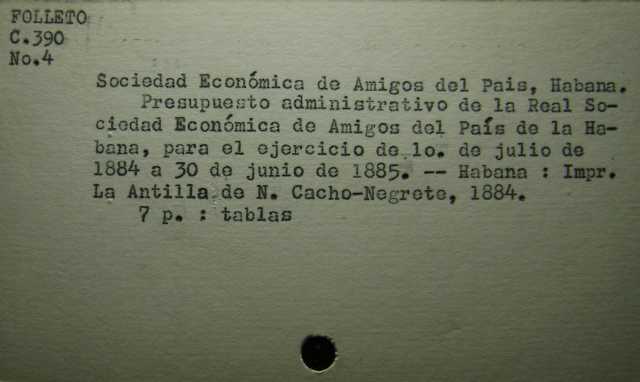 FOLLETO
C.390
No.4
Sociedad Económica de Amigos del Pais, Habana.
Presupuesto administrativo de la Real So-
ciedad Económica de Amigos del País de la Ha-
bana, para el ejercicio de 1o. de julio de
1884 a 30 de junio de 1885. -- Habana : Impr.
La Antilla de N. Cacho-Negrete, 1884.
7 p. : tablas